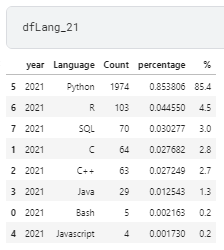 dfLang_21
year Language Count percentage %
5 2021 Python 1974 0.853806 85.4
6 2021 R 103 0.044550 4.5
7 2021 SQL 70 0.030277 3.0
1 2021 C 64 0.027682 2.8
2 2021 C++ 63 0.027249 2.7
3 2021 Java 29 0.012543 1.3
0 2021 Bash 5 0.002163 0.2
4 2021 Javascript 4 0.001730 0.2